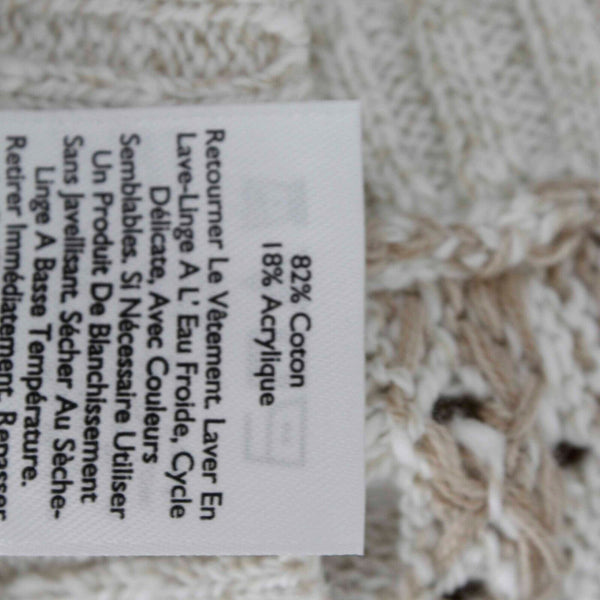 82% Coton
18% Acrylique
Retourner Le Vêtement. Laver En
Lave-Linge A L' Eau Froide, Cycle
Délicate, Avec Couleurs
Semblables. Si Nécessaire Utiliser
Un Produit De Blanchissement
Sans Javellisant. Sécher Au Sèche-
Linge A Basse Température.
Retirer Immédiatement. Repasser